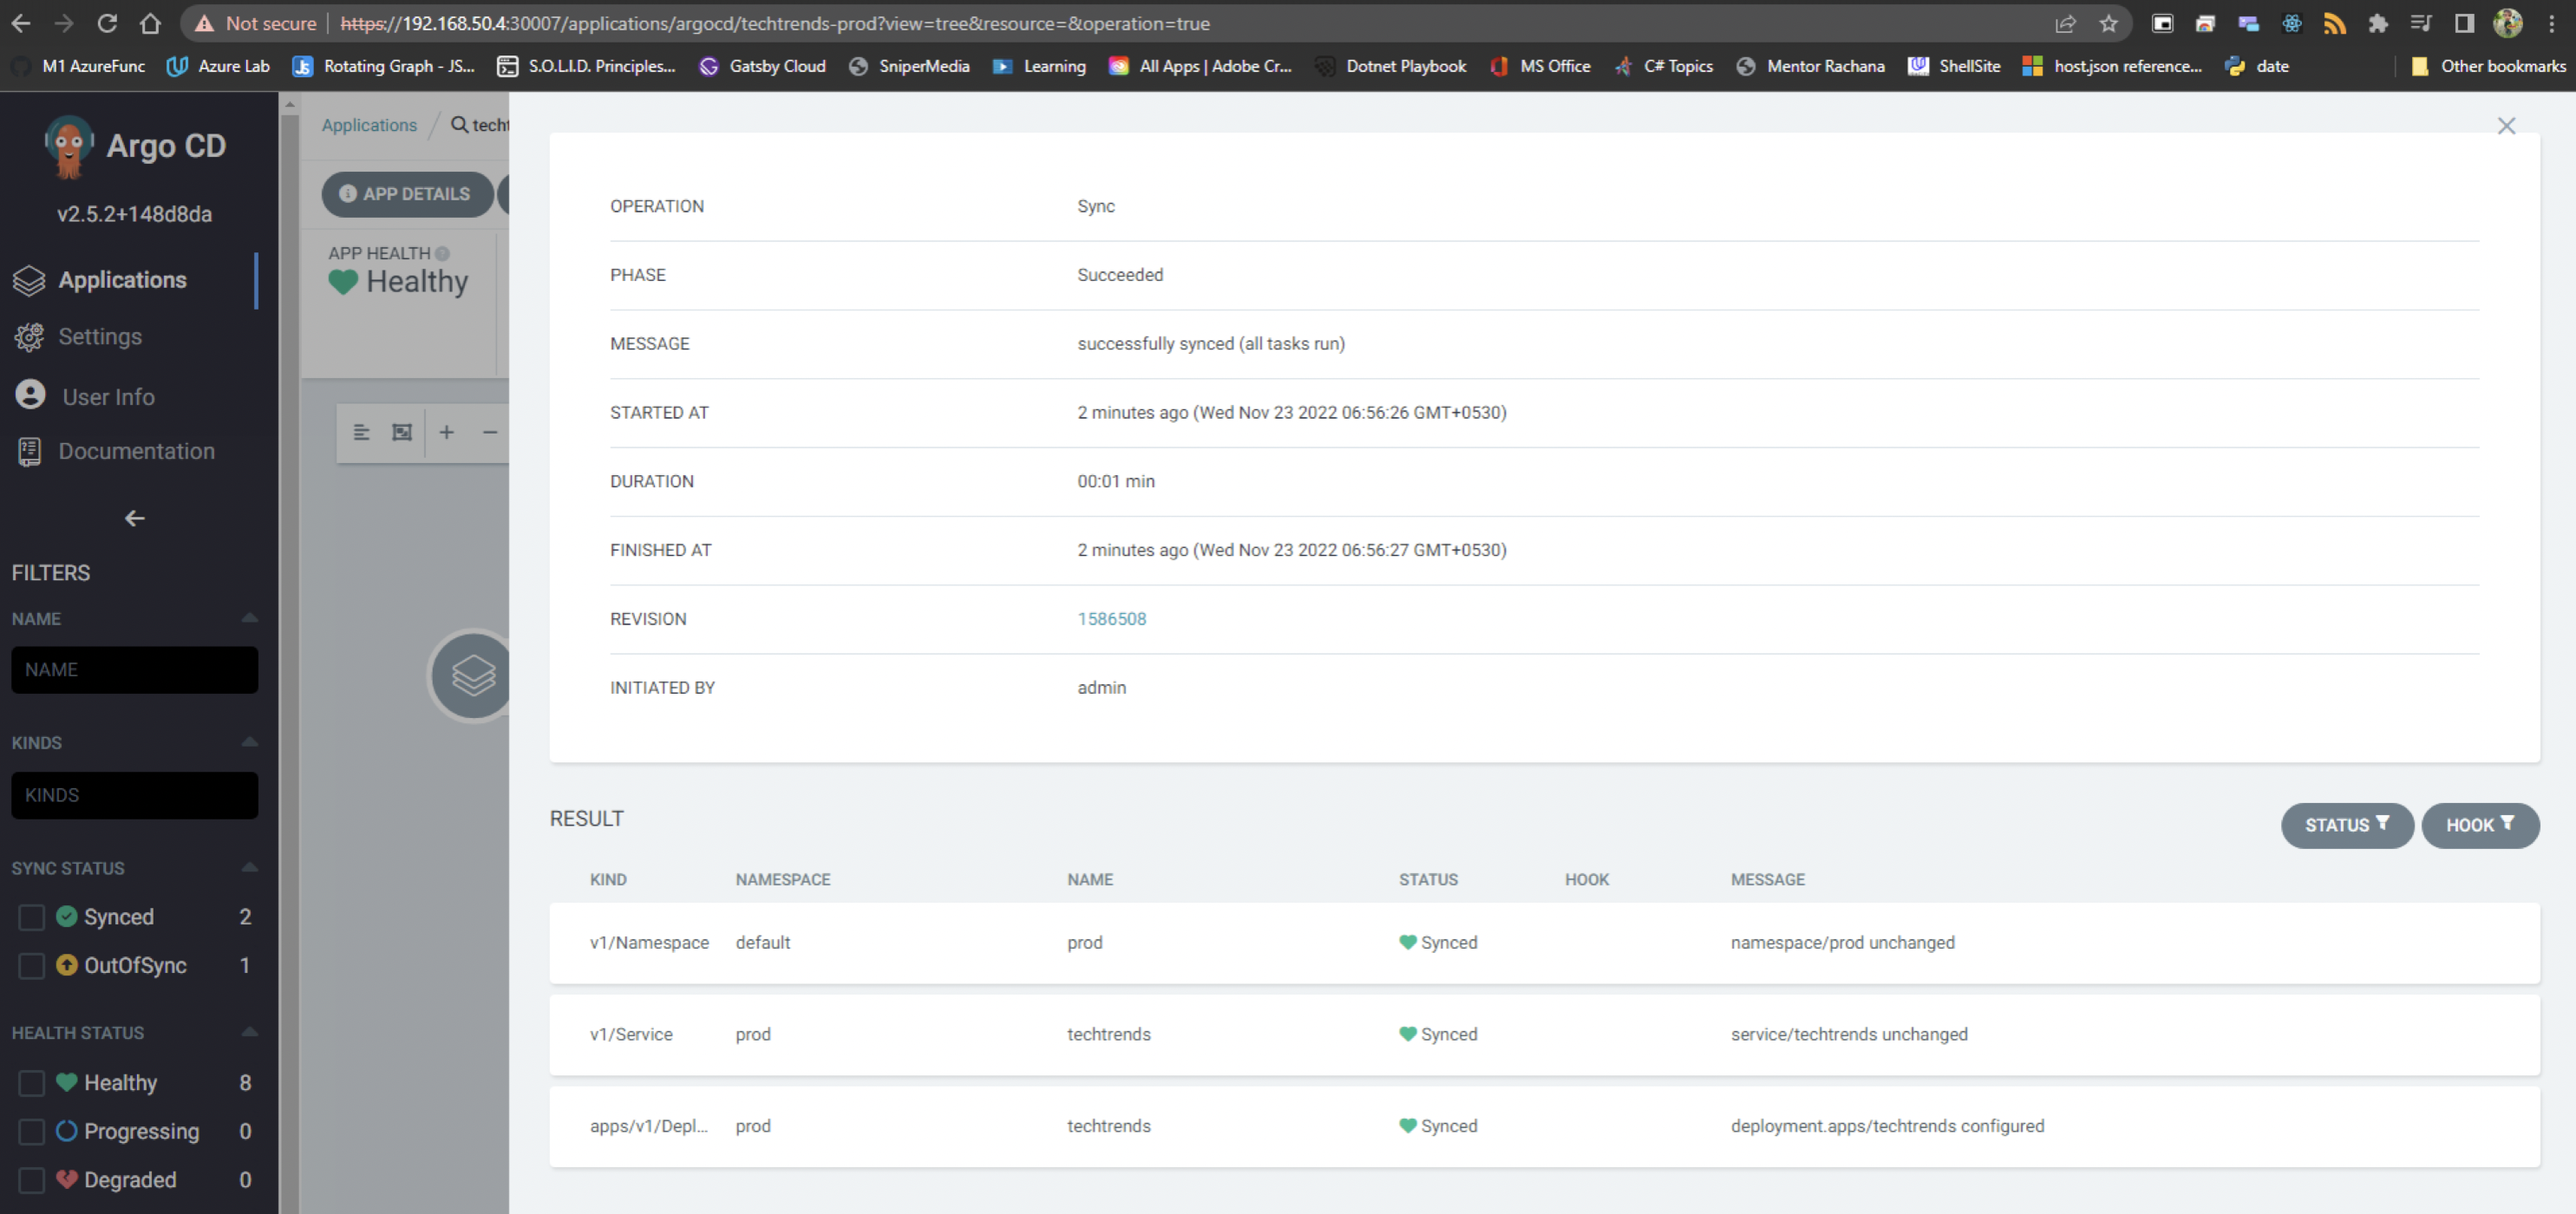 Not secure | https://192.168.50.4:30007/applications/argocd/techtrends-prod?view=tree&resource=&operation=true
M1 AzureFunc Azure Lab Rotating Graph - JS... S.O.L.I.D. Principles... Gatsby Cloud SniperMedia Learning All Apps | Adobe Cr... Dotnet Playbook MS Office C# Topics Mentor Rachana ShellSite host.json reference... date Other bookmarks
Argo CD
v2.5.2+148d8da
Applications
Settings
User Info
Documentation
FILTERS
NAME
NAME
KINDS
KINDS
SYNC STATUS
Synced 2
OutOfSync 1
HEALTH STATUS
Healthy 8
Progressing 0
Degraded 0
Applications / techt
APP DETAILS
APP HEALTH
Healthy
OPERATION Sync
PHASE Succeeded
MESSAGE successfully synced (all tasks run)
STARTED AT 2 minutes ago (Wed Nov 23 2022 06:56:26 GMT+0530)
DURATION 00:01 min
FINISHED AT 2 minutes ago (Wed Nov 23 2022 06:56:27 GMT+0530)
REVISION 1586508
INITIATED BY admin
RESULT
STATUS HOOK
KIND NAMESPACE NAME STATUS HOOK MESSAGE
v1/Namespace default prod Synced namespace/prod unchanged
v1/Service prod techtrends Synced service/techtrends unchanged
apps/v1/Depl... prod techtrends Synced deployment.apps/techtrends configured